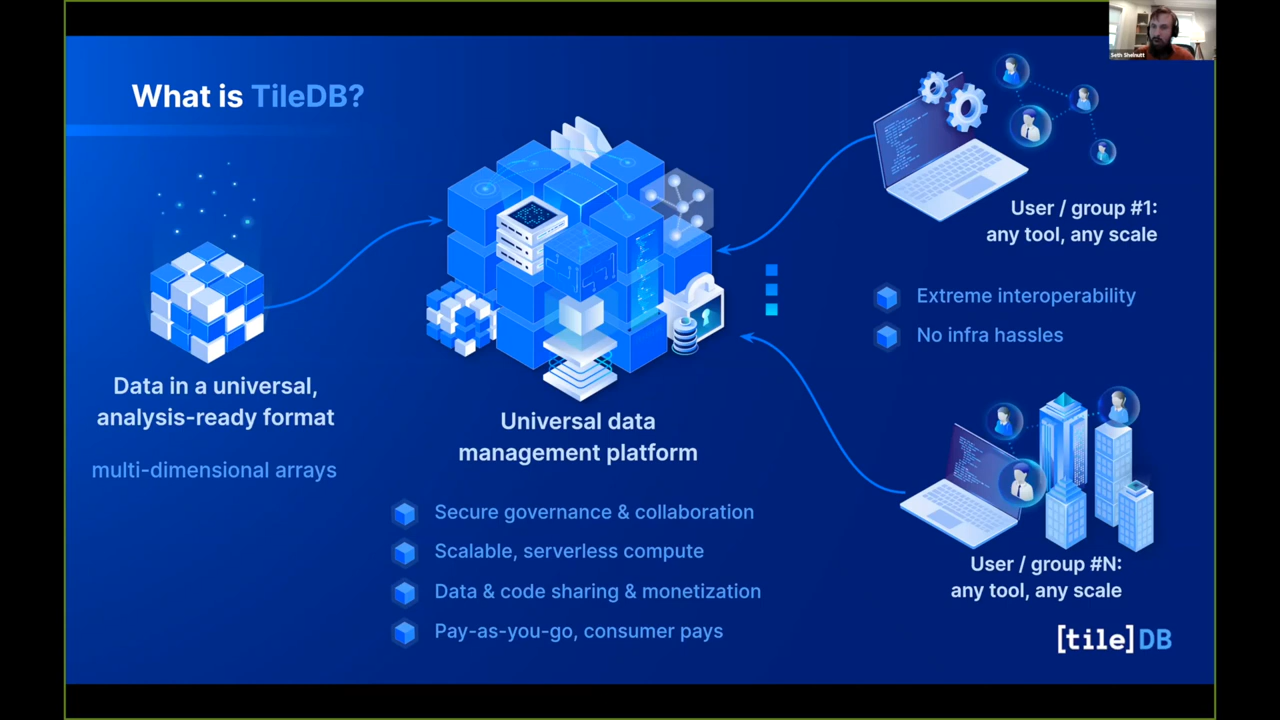 What is TileDB?
Seth Shelnutt
Data in a universal,
analysis-ready format
multi-dimensional arrays
Universal data
management platform
Secure governance & collaboration
Scalable, serverless compute
Data & code sharing & monetization
Pay-as-you-go, consumer pays
User / group #1:
any tool, any scale
Extreme interoperability
No infra hassles
User / group #N:
any tool, any scale
[tile]DB